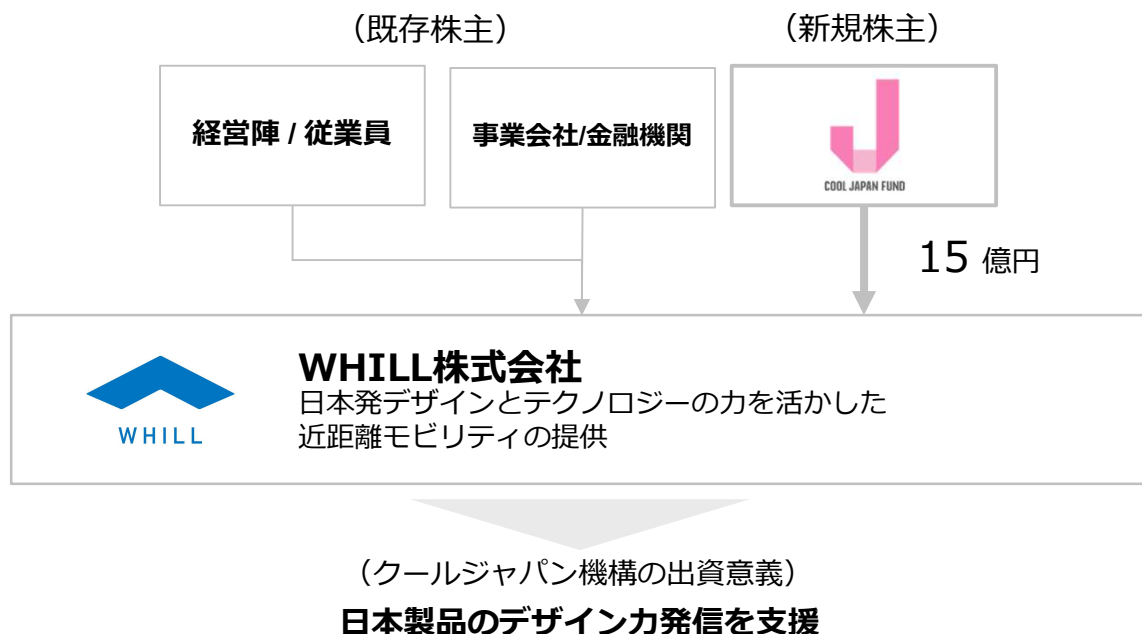 （既存株主）
（新規株主）
経営陣 / 従業員
事業会社/金融機関
COOL JAPAN FUND
15 億円
WHILL
WHILL株式会社
日本発デザインとテクノロジーの力を活かした
近距離モビリティの提供
（クールジャパン機構の出資意義）
日本製品のデザイン力発信を支援